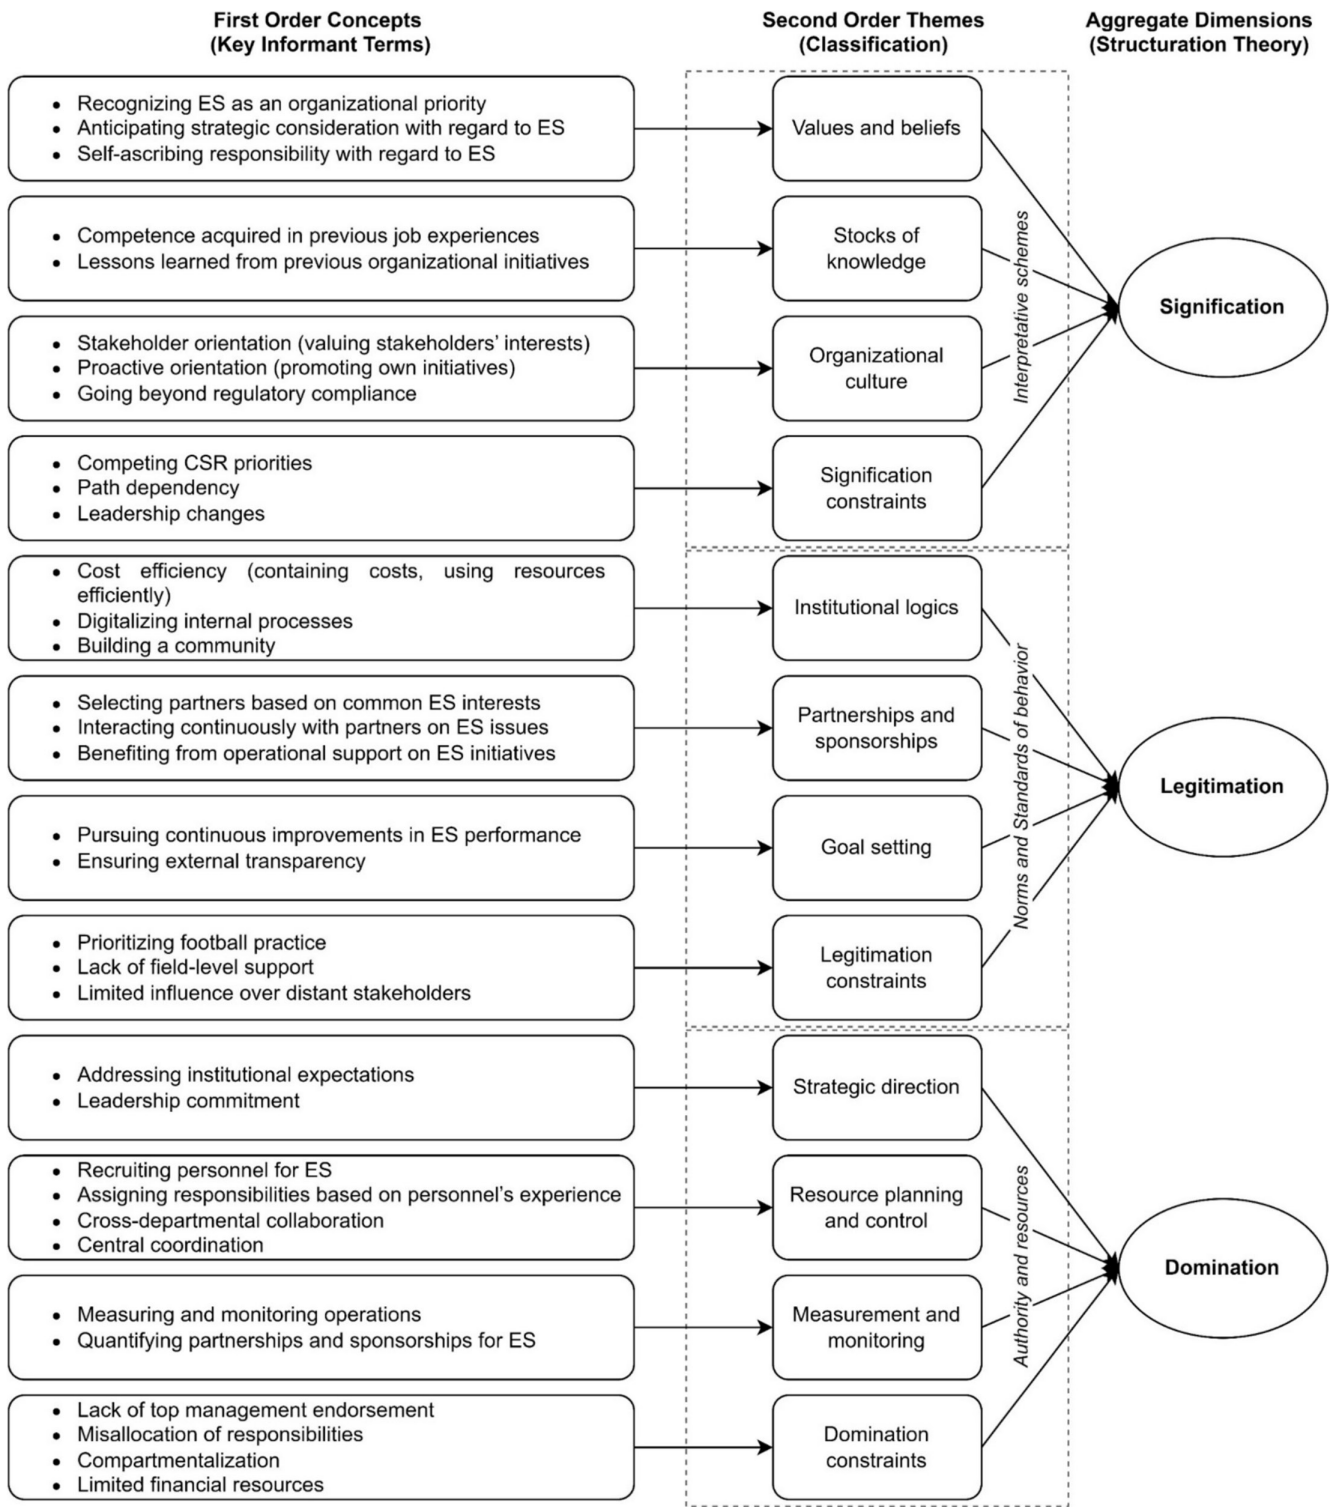 First Order Concepts
(Key Informant Terms)
Second Order Themes
(Classification)
Aggregate Dimensions
(Structuration Theory)
• Recognizing ES as an organizational priority
• Anticipating strategic consideration with regard to ES
• Self-ascribing responsibility with regard to ES
Values and beliefs
• Competence acquired in previous job experiences
• Lessons learned from previous organizational initiatives
Stocks of
knowledge
• Stakeholder orientation (valuing stakeholders’ interests)
• Proactive orientation (promoting own initiatives)
• Going beyond regulatory compliance
Organizational
culture
• Competing CSR priorities
• Path dependency
• Leadership changes
Signification
constraints
Interpretative schemes
Signification
• Cost efficiency (containing costs, using resources
efficiently)
• Digitalizing internal processes
• Building a community
Institutional logics
• Selecting partners based on common ES interests
• Interacting continuously with partners on ES issues
• Benefiting from operational support on ES initiatives
Partnerships and
sponsorships
• Pursuing continuous improvements in ES performance
• Ensuring external transparency
Goal setting
• Prioritizing football practice
• Lack of field-level support
• Limited influence over distant stakeholders
Legitimation
constraints
Norms and Standards of behavior
Legitimation
• Addressing institutional expectations
• Leadership commitment
Strategic direction
• Recruiting personnel for ES
• Assigning responsibilities based on personnel’s experience
• Cross-departmental collaboration
• Central coordination
Resource planning
and control
• Measuring and monitoring operations
• Quantifying partnerships and sponsorships for ES
Measurement and
monitoring
• Lack of top management endorsement
• Misallocation of responsibilities
• Compartmentalization
• Limited financial resources
Domination
constraints
Authority and resources
Domination